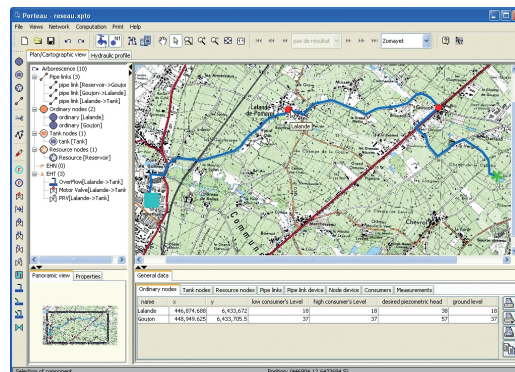 Porteau - reseau.xpto
File Views Network Computation Print Help
pas de résultat
Zomayet
Plan/Cartographic view Hydraulic profile
Arborescence (10)
Pipe links (3)
pipe link [Reservoir->Goujon
pipe link [Goujon->Lalande]
pipe link [Lalande->Tank]
Ordinary nodes (2)
ordinary [Lalande]
ordinary [Goujon]
Tank nodes (1)
tank [Tank]
Resource nodes (1)
Resource [Reservoir]
EHN (0)
EHT (3)
OverFlow[Lalande->Tank]
Motor Valve[Lalande->Tank
PRV[Lalande->Tank]
Lalande-
de-Pomerol
Lalande
Commune
Chevrol
Panoramic view Properties
General data
Ordinary nodes Tank nodes Resource nodes Pipe links Pipe link device Node device Consumers Measurements
name x y low consumer's Level high consumer's Level desired piezometric head ground level
Lalande 446,874.688 6,433,672 18 18 38 18
Goujon 448,949.625 6,433,705.5 37 37 57 37
Selection of component